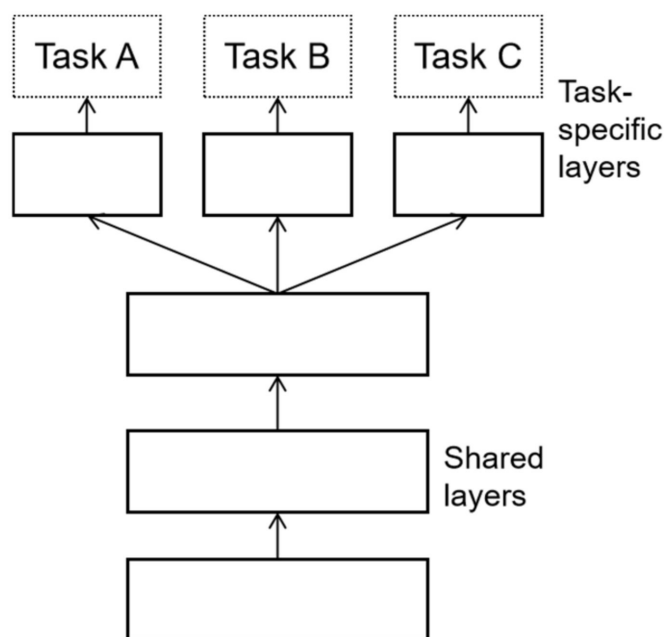 Task A
Task B
Task C
Task-
specific
layers
Shared
layers